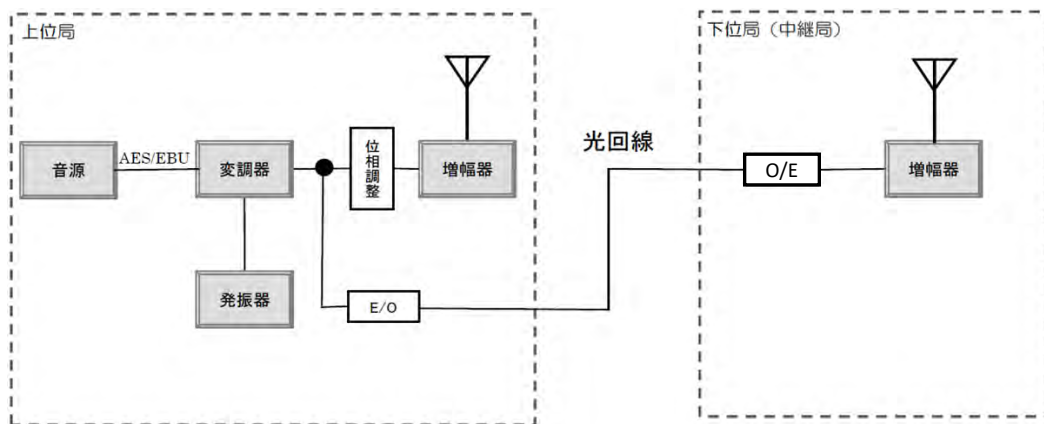 上位局
下位局（中継局）
音源
AES/EBU
変調器
位相調整
増幅器
光回線
O/E
増幅器
発振器
E/O